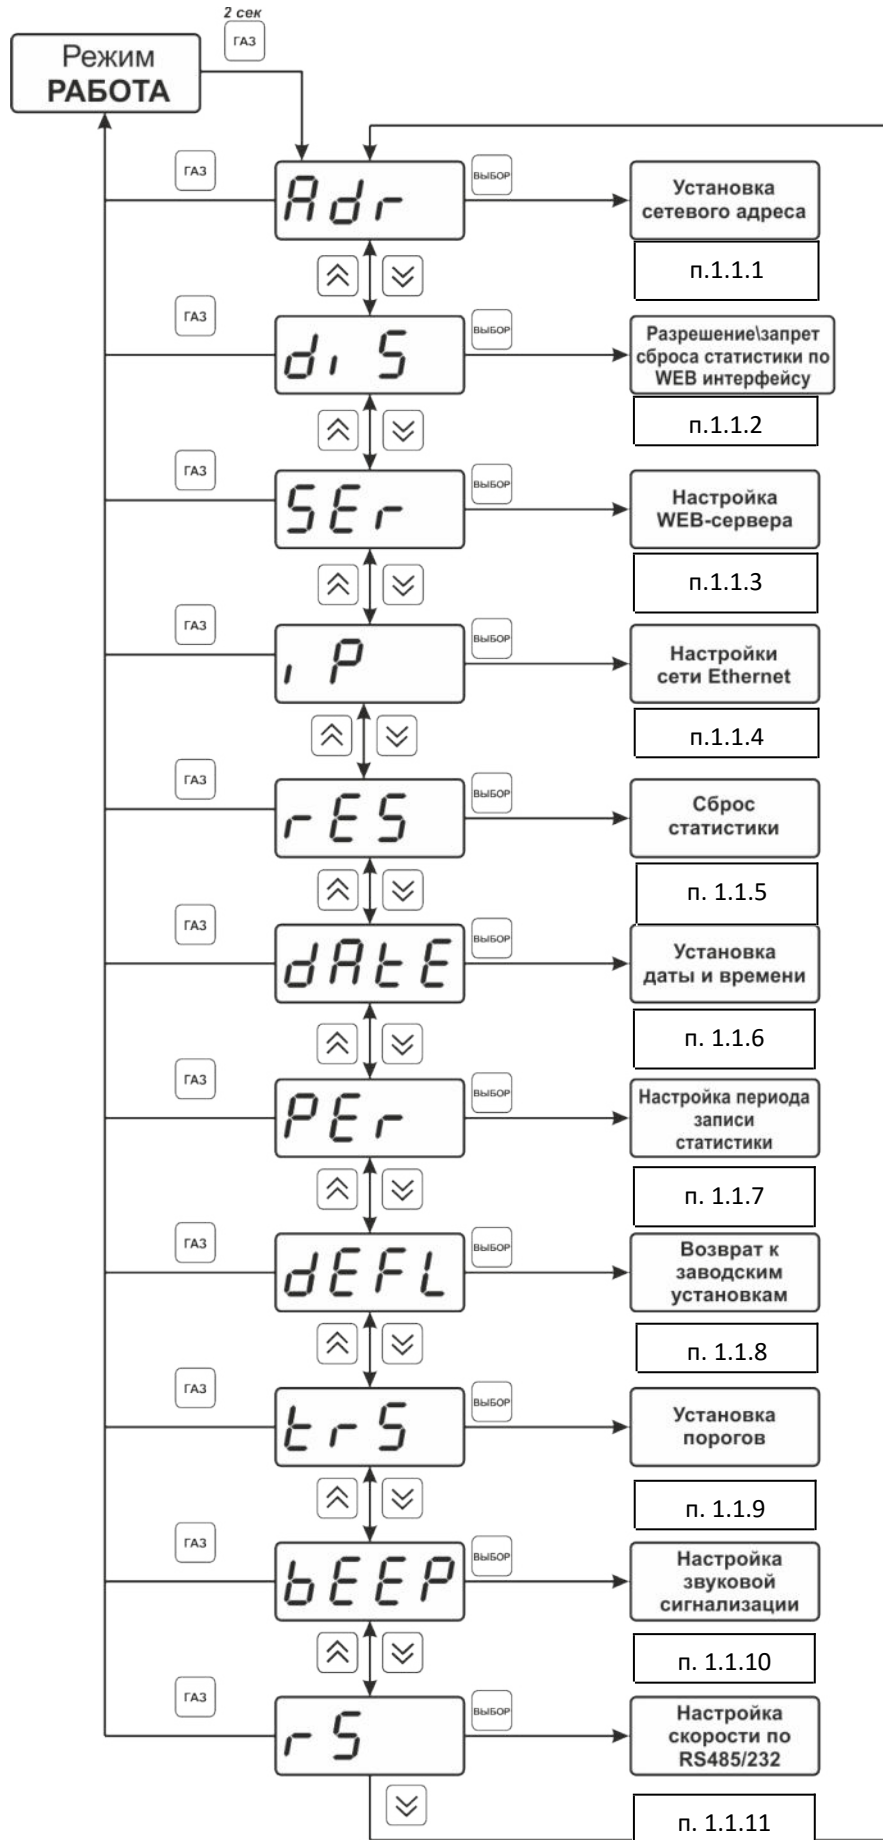 2 сек
ГАЗ
Режим
РАБОТА
ГАЗ
Adr
ВЫБОР
Установка
сетевого адреса
п.1.1.1
ГАЗ
di S
ВЫБОР
Разрешение\запрет
сброса статистики по
WEB интерфейсу
п.1.1.2
ГАЗ
SEr
ВЫБОР
Настройка
WEB-сервера
п.1.1.3
ГАЗ
i P
ВЫБОР
Настройки
сети Ethernet
п.1.1.4
ГАЗ
rES
ВЫБОР
Сброс
статистики
п. 1.1.5
ГАЗ
dAtE
ВЫБОР
Установка
даты и времени
п. 1.1.6
ГАЗ
PEr
ВЫБОР
Настройка периода
записи
статистики
п. 1.1.7
ГАЗ
dEFL
ВЫБОР
Возврат к
заводским
установкам
п. 1.1.8
ГАЗ
trS
ВЫБОР
Установка
порогов
п. 1.1.9
ГАЗ
bEEP
ВЫБОР
Настройка
звуковой
сигнализации
п. 1.1.10
ГАЗ
rS
ВЫБОР
Настройка
скорости по
RS485/232
п. 1.1.11